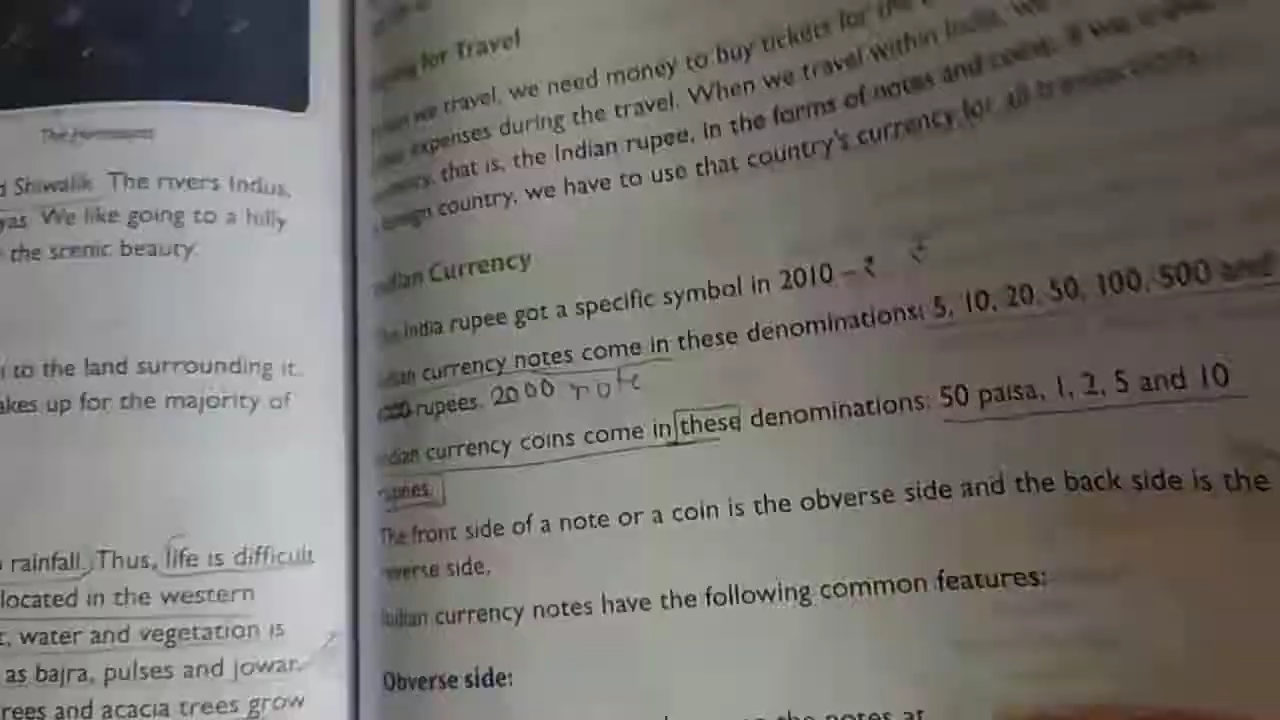 The Himalayas
Shiwalik. The rivers Indus,
We like going to a hilly
the scenic beauty.
to the land surrounding it.
akes up for the majority of
rainfall. Thus, life is difficult
located in the western
water and vegetation is
as bajra, pulses and jowar.
rees and acacia trees grow
for Travel
we travel, we need money to buy tickets for the
expenses during the travel. When we travel within India, we
that is, the Indian rupee, in the forms of notes and coins. If we
country, we have to use that country's currency for all transactions.
Indian Currency
The India rupee got a specific symbol in 2010 – ₹ ₹
Indian currency notes come in these denominations: 5, 10, 20, 50, 100, 500 and
rupees. 2000 note
Indian currency coins come in these denominations: 50 paisa, 1, 2, 5 and 10
rupees.
The front side of a note or a coin is the obverse side and the back side is the
verse side.
Indian currency notes have the following common features:
Obverse side:
the notes at